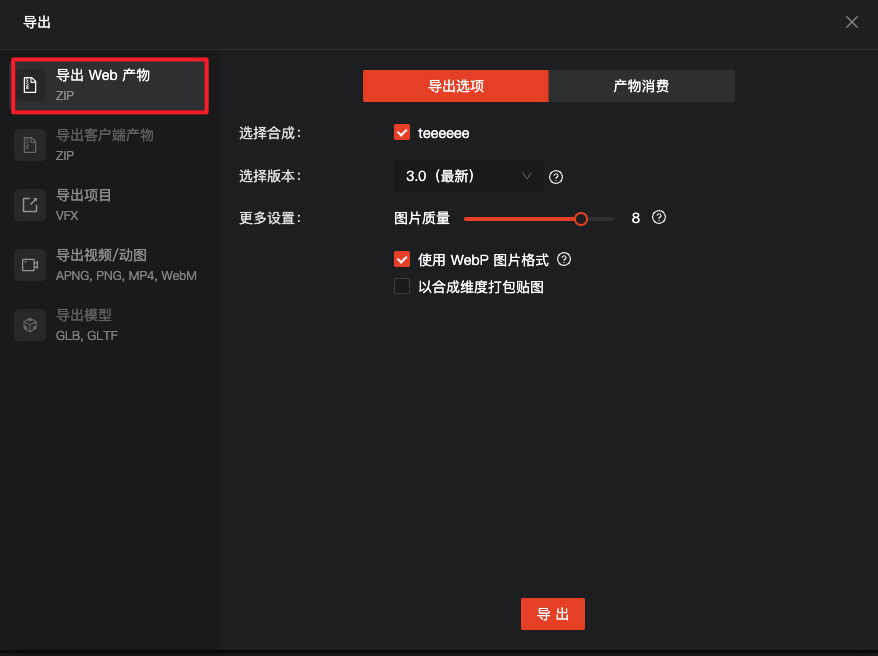 导出
导出 Web 产物
ZIP
导出客户端产物
ZIP
导出项目
VFX
导出视频/动图
APNG, PNG, MP4, WebM
导出模型
GLB, GLTF
导出选项
产物消费
选择合成：
teeeeee
选择版本：
3.0（最新）
更多设置：
图片质量
8
使用 WebP 图片格式
以合成维度打包贴图
导 出